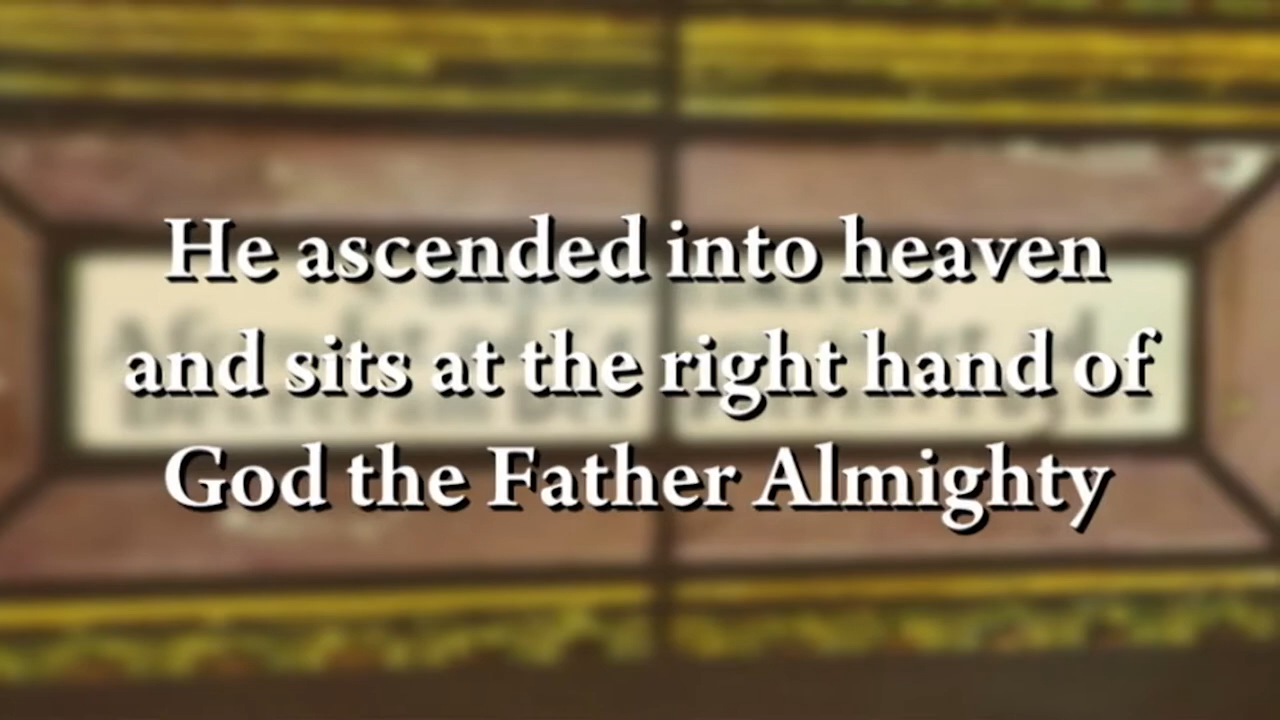 He ascended into heaven
and sits at the right hand of
God the Father Almighty